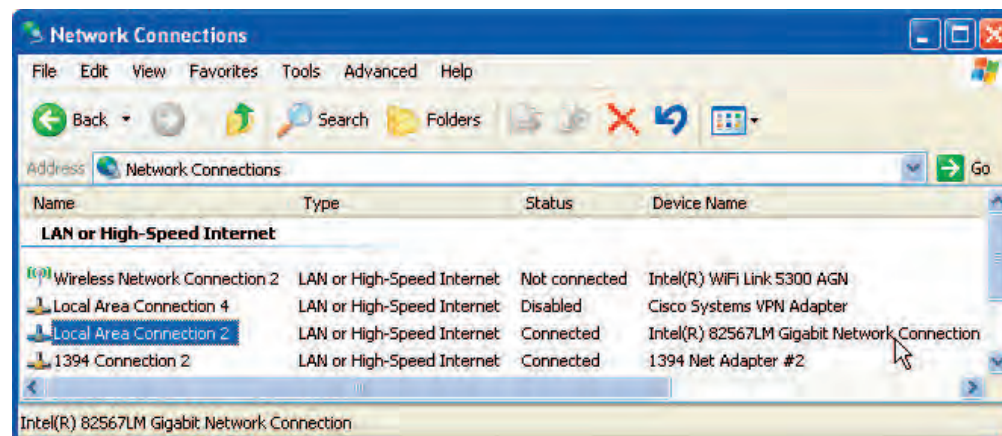 Network Connections
File Edit View Favorites Tools Advanced Help
Back Search Folders
Address Network Connections Go
Name Type Status Device Name
LAN or High-Speed Internet
Wireless Network Connection 2 LAN or High-Speed Internet Not connected Intel(R) WiFi Link 5300 AGN
Local Area Connection 4 LAN or High-Speed Internet Disabled Cisco Systems VPN Adapter
Local Area Connection 2 LAN or High-Speed Internet Connected Intel(R) 82567LM Gigabit Network Connection
1394 Connection 2 LAN or High-Speed Internet Connected 1394 Net Adapter #2
Intel(R) 82567LM Gigabit Network Connection